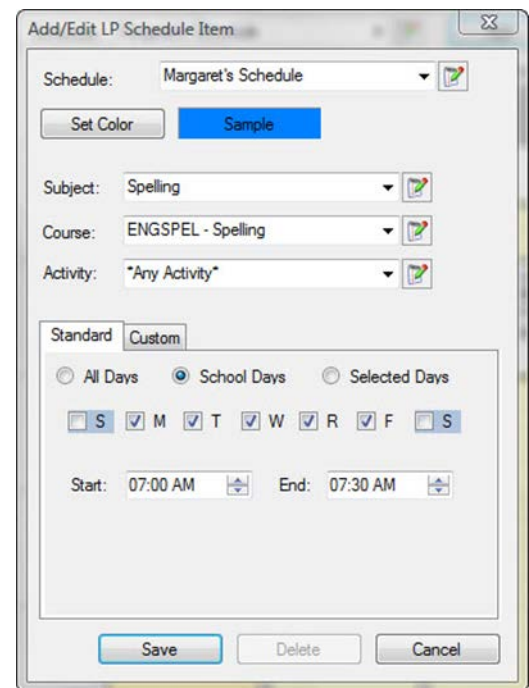 Add/Edit LP Schedule Item
Schedule: Margaret's Schedule
Set Color Sample
Subject: Spelling
Course: ENGSPEL - Spelling
Activity: *Any Activity*
Standard Custom
All Days School Days Selected Days
S M T W R F S
Start: 07:00 AM End: 07:30 AM
Save Delete Cancel